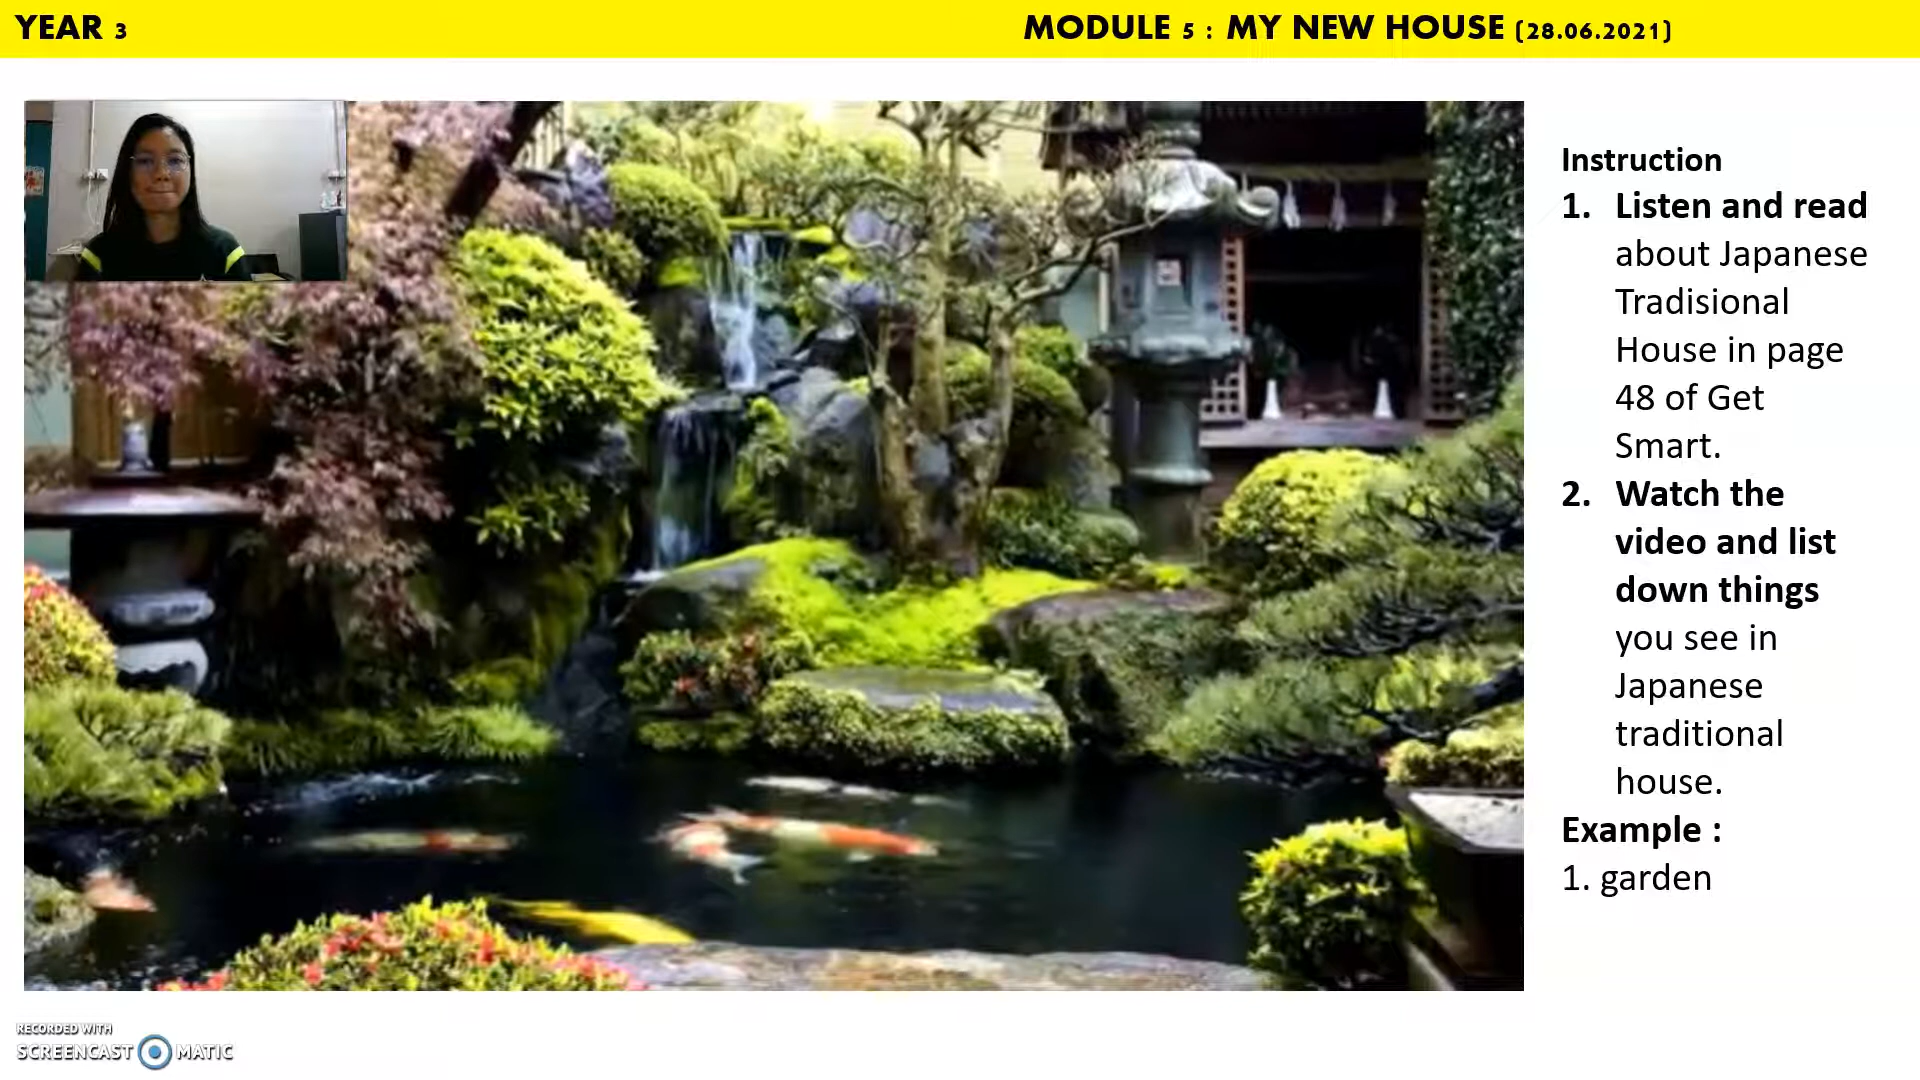 YEAR 3
MODULE 5 : MY NEW HOUSE (28.06.2021)
Instruction
1. Listen and read
about Japanese
Tradisional
House in page
48 of Get
Smart.
2. Watch the
video and list
down things
you see in
Japanese
traditional
house.
Example :
1. garden
RECORDED WITH
SCREENCAST MATIC